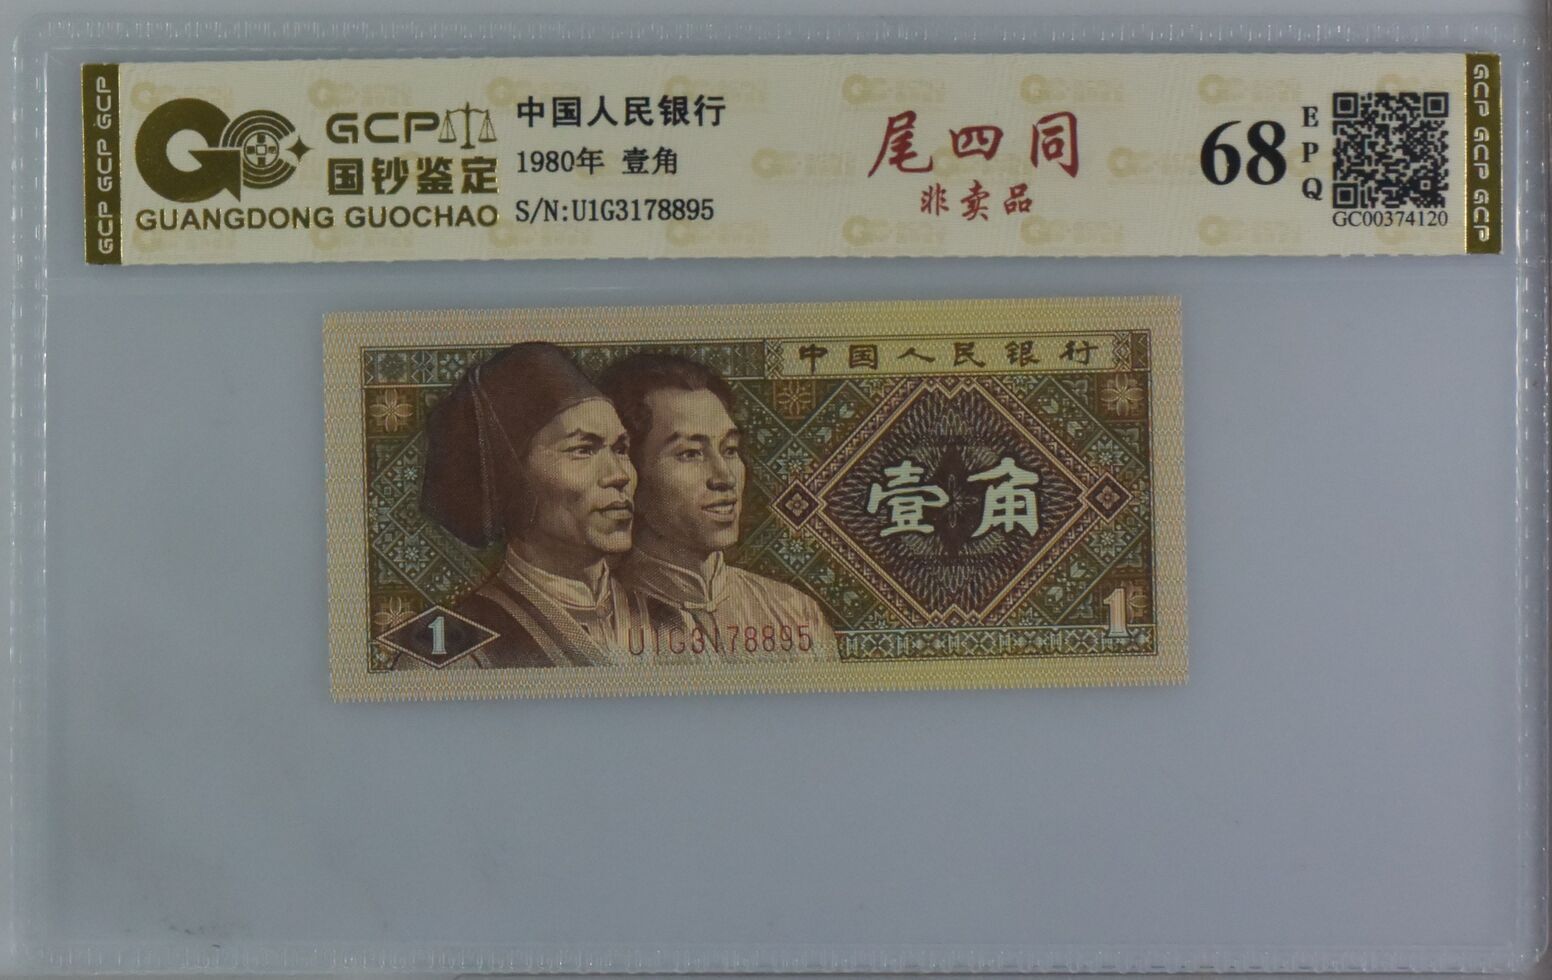 GCP GCP GCP
GCP
国钞鉴定
GUANGDONG GUOCHAO
中国人民银行
1980年 壹角
S/N:U1G3178895
尾四同
非卖品
68
EPQ
GC00374120
GCP GCP GCP
中国人民银行
壹角
1
U1G3178895
1